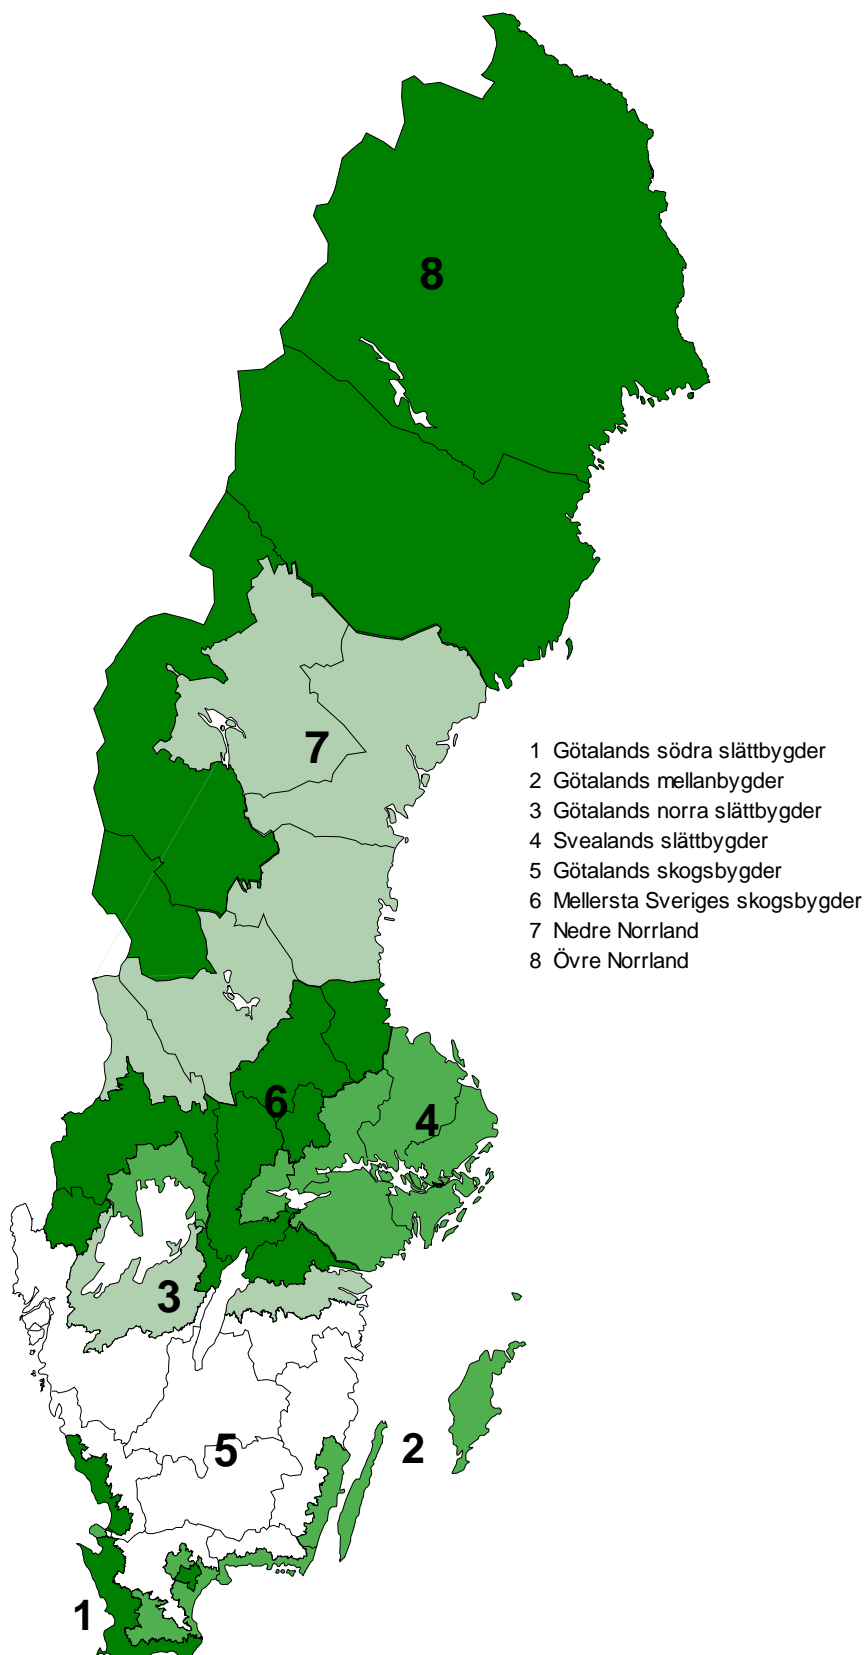 8
7
1 Götalands södra slättbygder
2 Götalands mellanbygder
3 Götalands norra slättbygder
4 Svealands slättbygder
5 Götalands skogsbygder
6 Mellersta Sveriges skogsbygder
7 Nedre Norrland
8 Övre Norrland
6
4
3
5
2
1